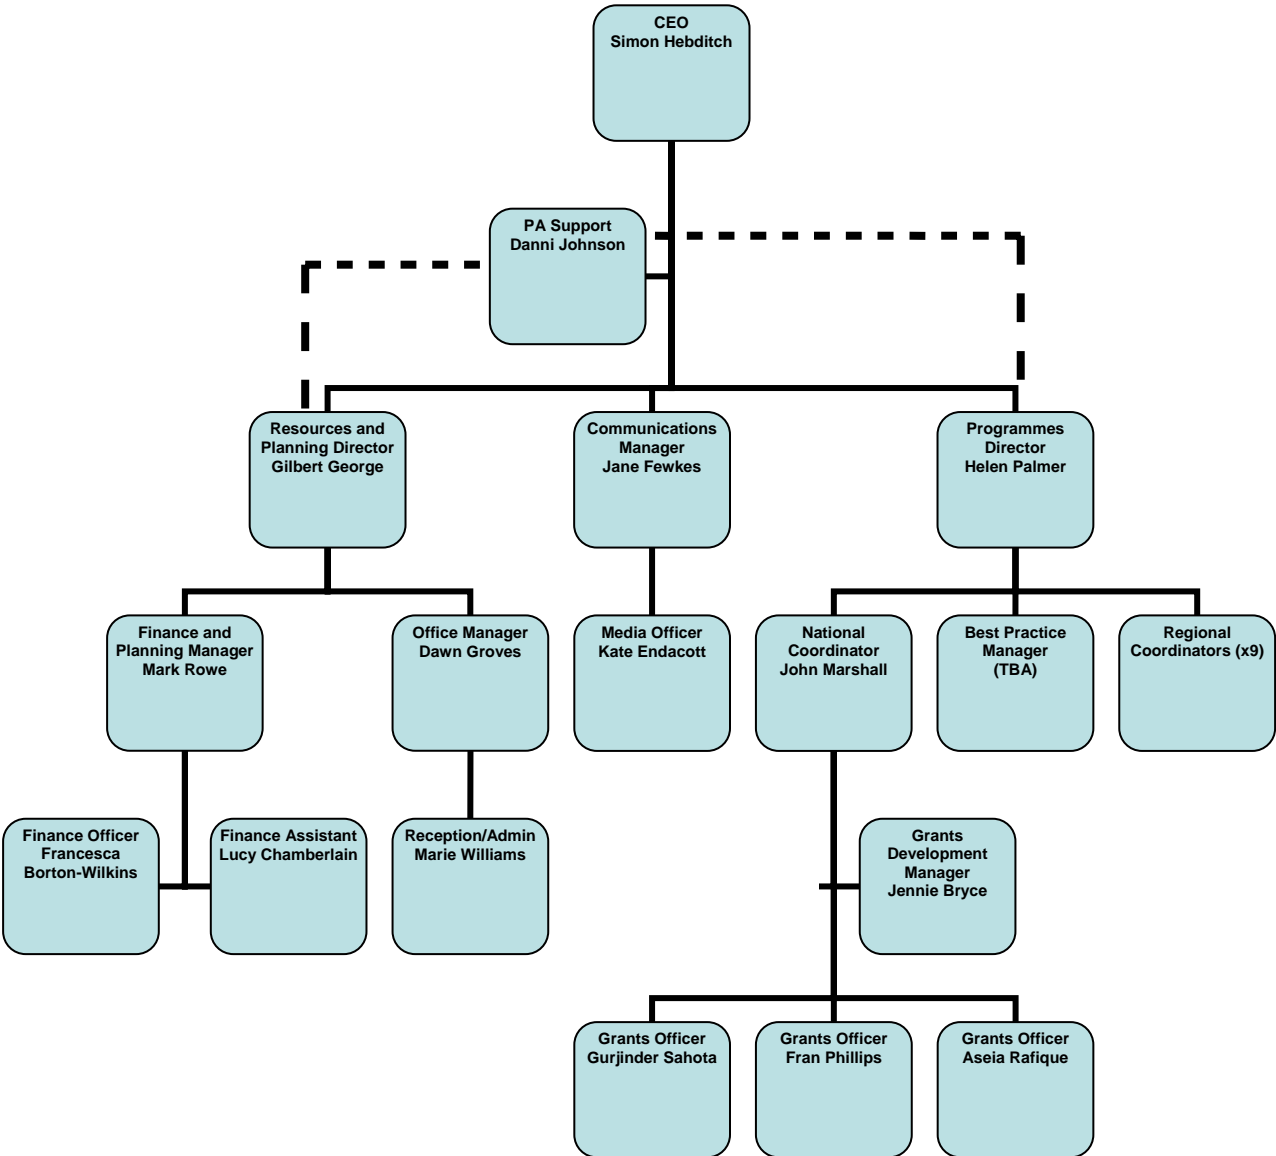 CEO
Simon Hebditch
PA Support
Danni Johnson
Resources and
Planning Director
Gilbert George
Communications
Manager
Jane Fewkes
Programmes
Director
Helen Palmer
Finance and
Planning Manager
Mark Rowe
Office Manager
Dawn Groves
Media Officer
Kate Endacott
National
Coordinator
John Marshall
Best Practice
Manager
(TBA)
Regional
Coordinators (x9)
Finance Officer
Francesca
Borton-Wilkins
Finance Assistant
Lucy Chamberlain
Reception/Admin
Marie Williams
Grants
Development
Manager
Jennie Bryce
Grants Officer
Gurjinder Sahota
Grants Officer
Fran Phillips
Grants Officer
Aseia Rafique